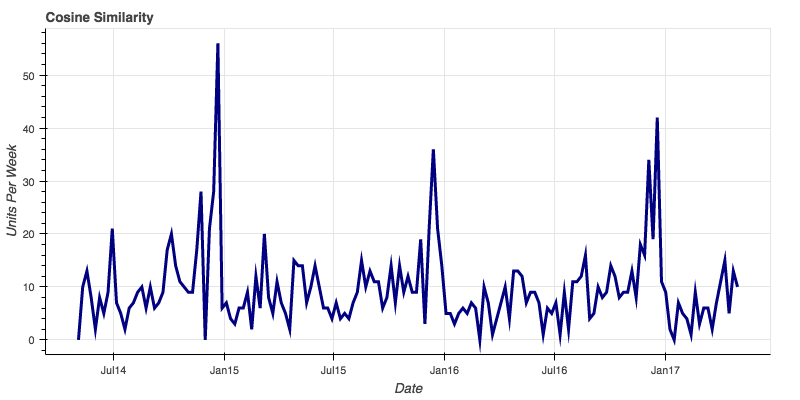 Cosine Similarity
50
40
30
20
10
0
Units Per Week
Jul14
Jan15
Jul15
Jan16
Jul16
Jan17
Date